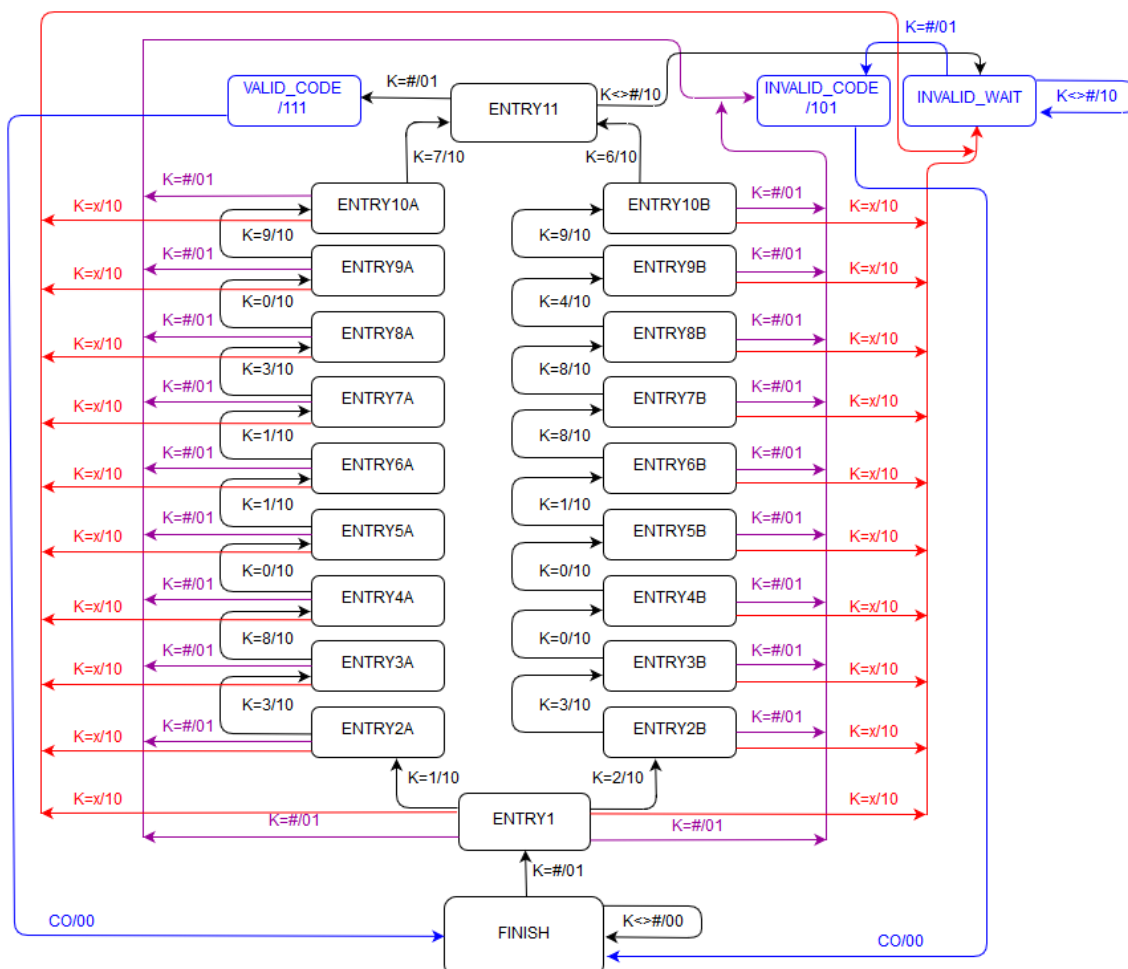 K=#/01
VALID_CODE
/111
K=#/01
ENTRY11
K<>#/10
INVALID_CODE
/101
INVALID_WAIT
K<>#/10
K=7/10
K=6/10
K=x/10
K=#/01
ENTRY10A
ENTRY10B
K=#/01
K=x/10
K=9/10
K=9/10
K=x/10
K=#/01
ENTRY9A
ENTRY9B
K=#/01
K=x/10
K=0/10
K=4/10
K=x/10
K=#/01
ENTRY8A
ENTRY8B
K=#/01
K=x/10
K=3/10
K=8/10
K=x/10
K=#/01
ENTRY7A
ENTRY7B
K=#/01
K=x/10
K=1/10
K=8/10
K=x/10
K=#/01
ENTRY6A
ENTRY6B
K=#/01
K=x/10
K=1/10
K=1/10
K=x/10
K=#/01
ENTRY5A
ENTRY5B
K=#/01
K=x/10
K=0/10
K=0/10
K=x/10
K=#/01
ENTRY4A
ENTRY4B
K=#/01
K=x/10
K=8/10
K=0/10
K=x/10
K=#/01
ENTRY3A
ENTRY3B
K=#/01
K=x/10
K=3/10
K=3/10
K=x/10
K=#/01
ENTRY2A
ENTRY2B
K=#/01
K=x/10
K=1/10
K=2/10
K=x/10
K=x/10
K=#/01
ENTRY1
K=#/01
K=#/01
CO/00
FINISH
K<>#/00
CO/00